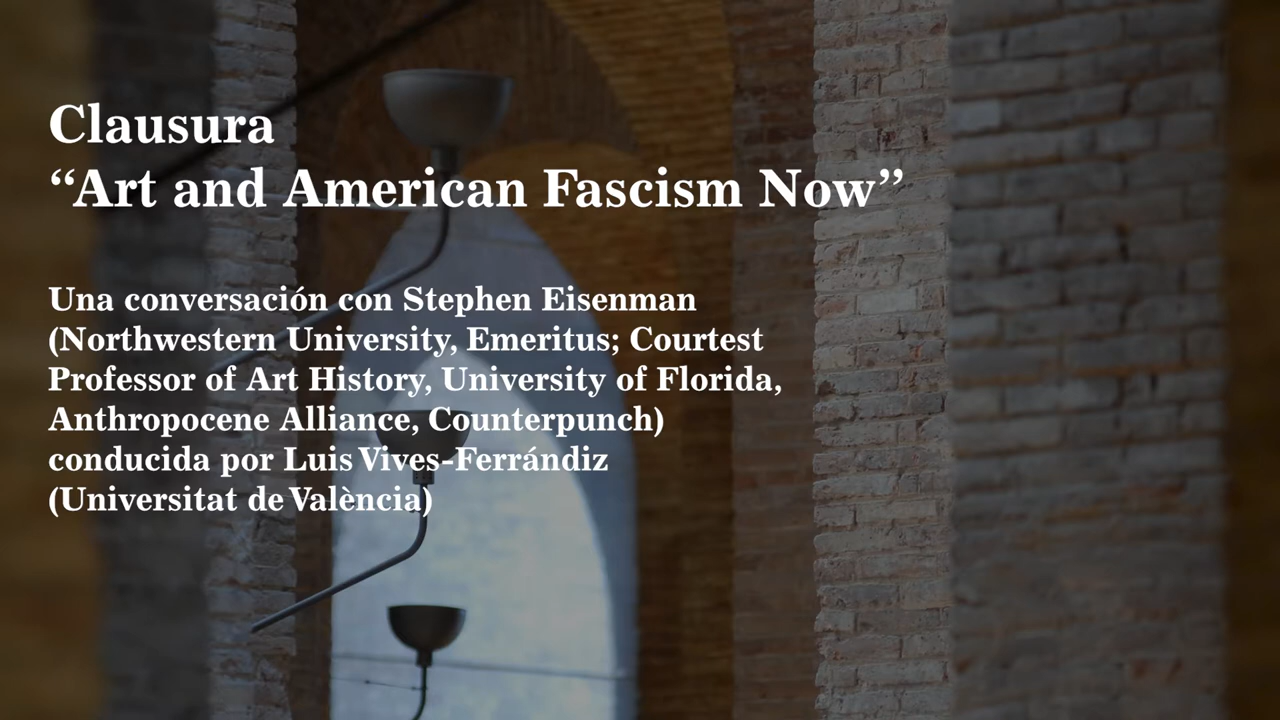 Clausura
“Art and American Fascism Now”
Una conversación con Stephen Eisenman
(Northwestern University, Emeritus; Courtest
Professor of Art History, University of Florida,
Anthropocene Alliance, Counterpunch)
conducida por Luis Vives-Ferrándiz
(Universitat de València)